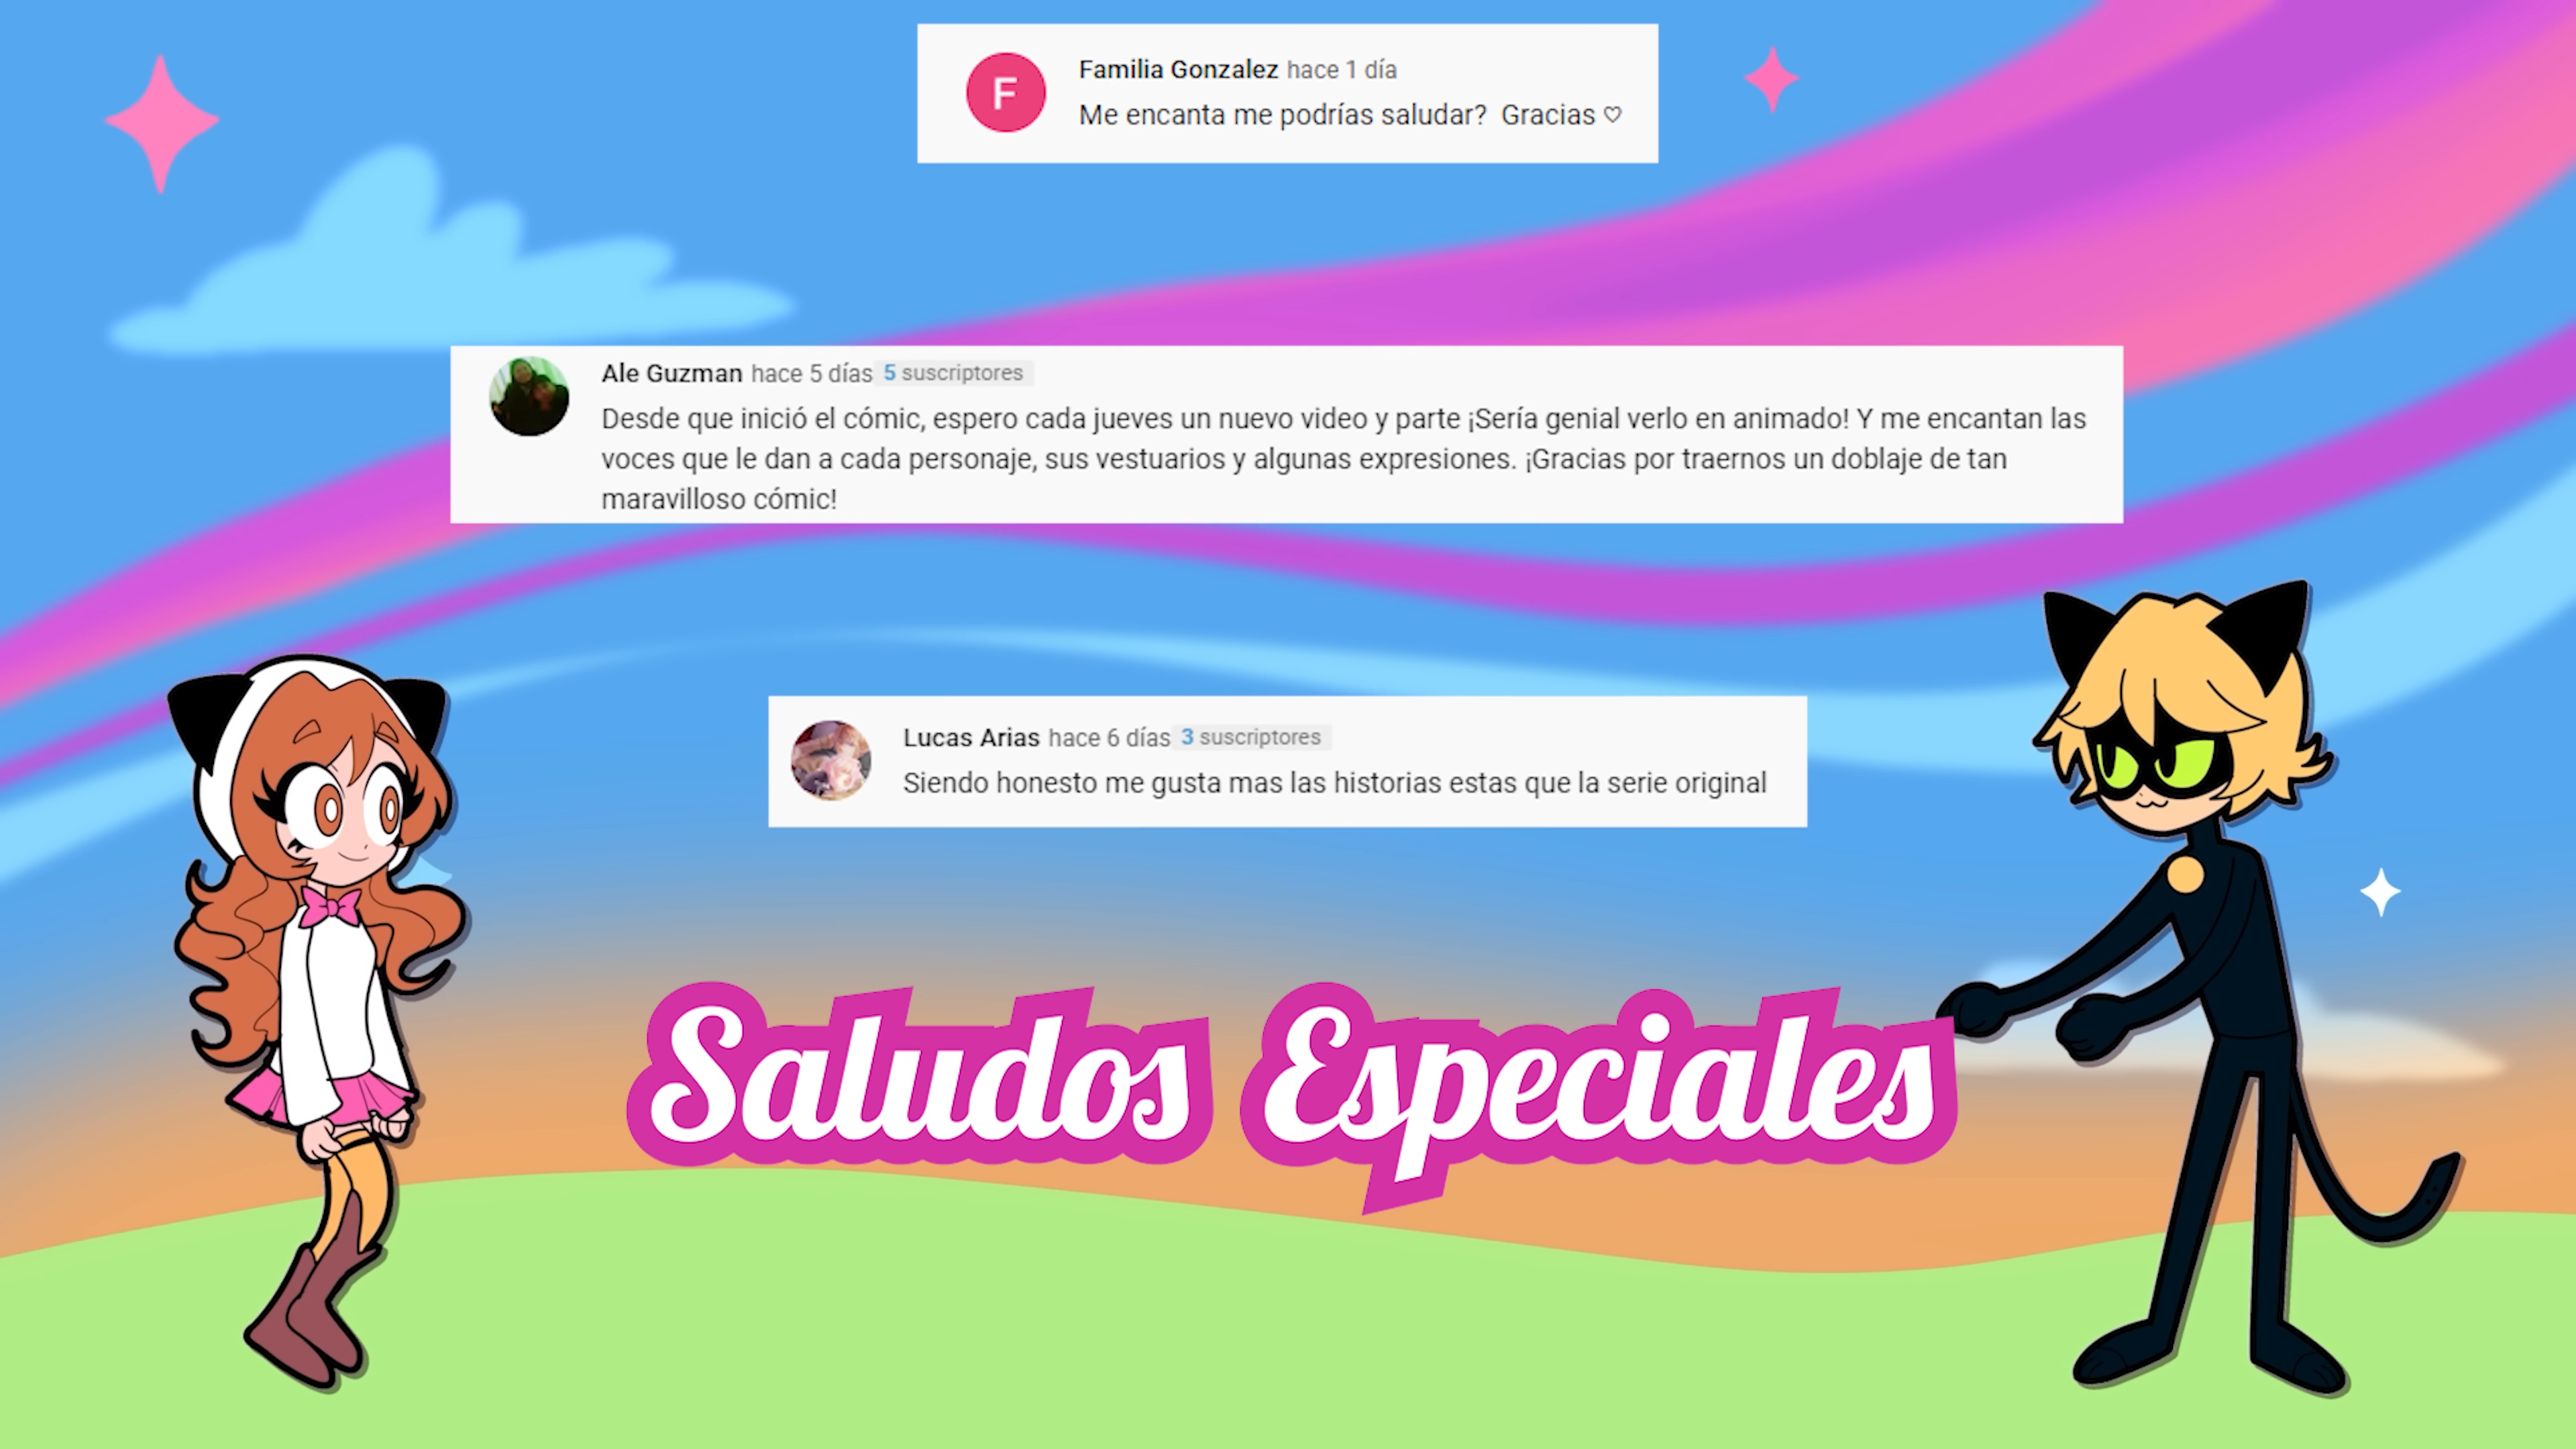 F
Familia Gonzalez hace 1 día
Me encanta me podrías saludar? Gracias ♡
Ale Guzman hace 5 días 5 suscriptores
Desde que inició el cómic, espero cada jueves un nuevo video y parte ¡Sería genial verlo en animado! Y me encantan las
voces que le dan a cada personaje, sus vestuarios y algunas expresiones. ¡Gracias por traernos un doblaje de tan
maravilloso cómic!
Lucas Arias hace 6 días 3 suscriptores
Siendo honesto me gusta mas las historias estas que la serie original
Saludos Especiales